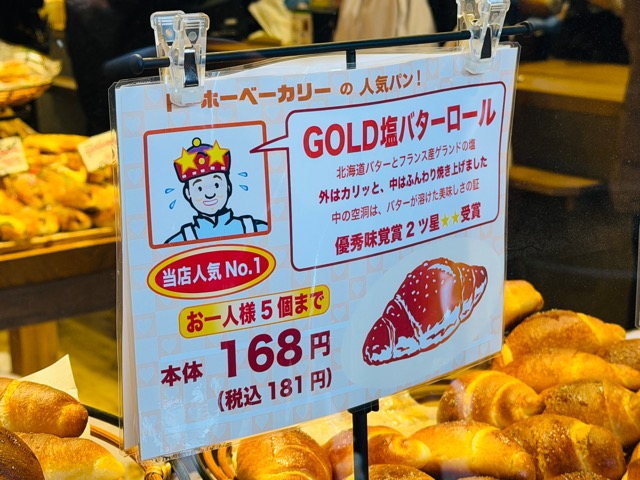 トーホーベーカリー の 人気パン!
GOLD塩バターロール
北海道バターとフランス産ゲランドの塩
外はカリッと、中はふんわり焼き上げました
中の空洞は、バターが溶けた美味しさの証
優秀味覚賞2ツ星★★受賞
当店人気No.1
お一人様5個まで
本体 168円
(税込 181円)